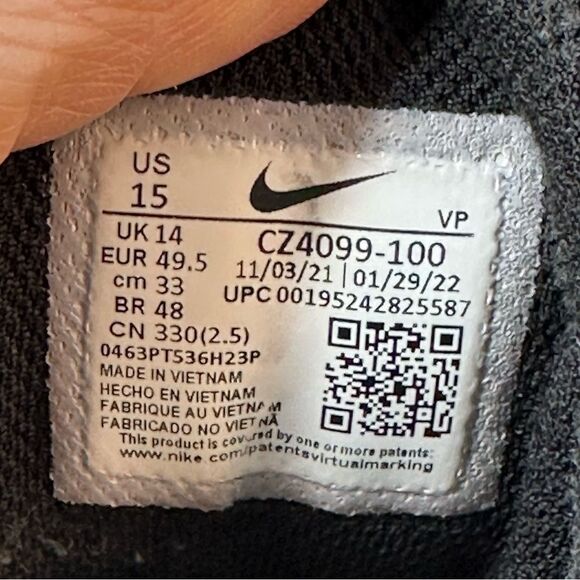 US
15
VP
UK 14
EUR 49.5
cm 33
BR 48
CN 330(2.5)
CZ4099-100
11/03/21 | 01/29/22
UPC 00195242825587
0463PTS36H23P
MADE IN VIETNAM
HECHO EN VIETNAM
FABRIQUE AU VIETNAM
FABRICADO NO VIETNÃ
This product is covered by one or more patents:
www.nike.com/patentsvirtualmarking